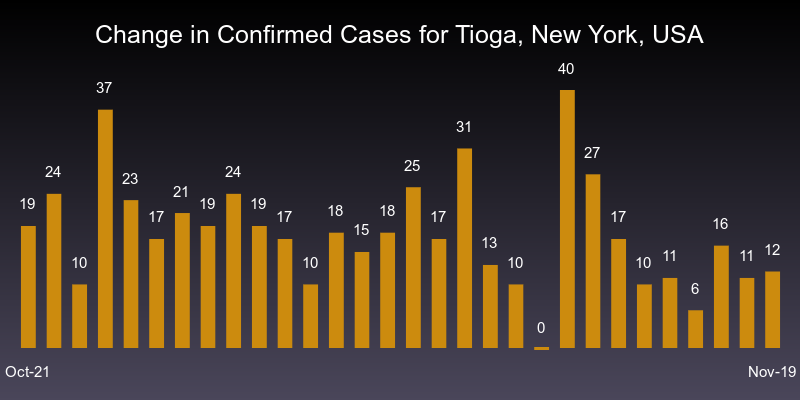 Change in Confirmed Cases for Tioga, New York, USA
19 24 10 37 23 17 21 19 24 19 17 10 18 15 18 25 17 31 13 10 0 40 27 17 10 11 6 16 11 12
Oct-21 Nov-19